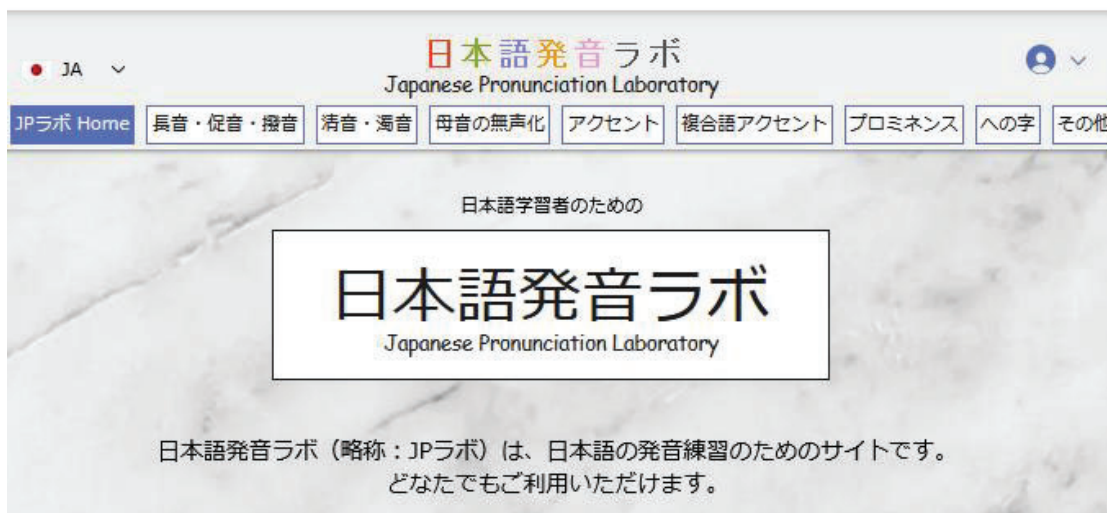 JA
日本語発音ラボ
Japanese Pronunciation Laboratory
JPラボ Home 長音・促音・撥音 清音・濁音 母音の無声化 アクセント 複合語アクセント プロミネンス への字 その他
日本語学習者のための
日本語発音ラボ
Japanese Pronunciation Laboratory
日本語発音ラボ（略称：JPラボ）は、日本語の発音練習のためのサイトです。
どなたでもご利用いただけます。